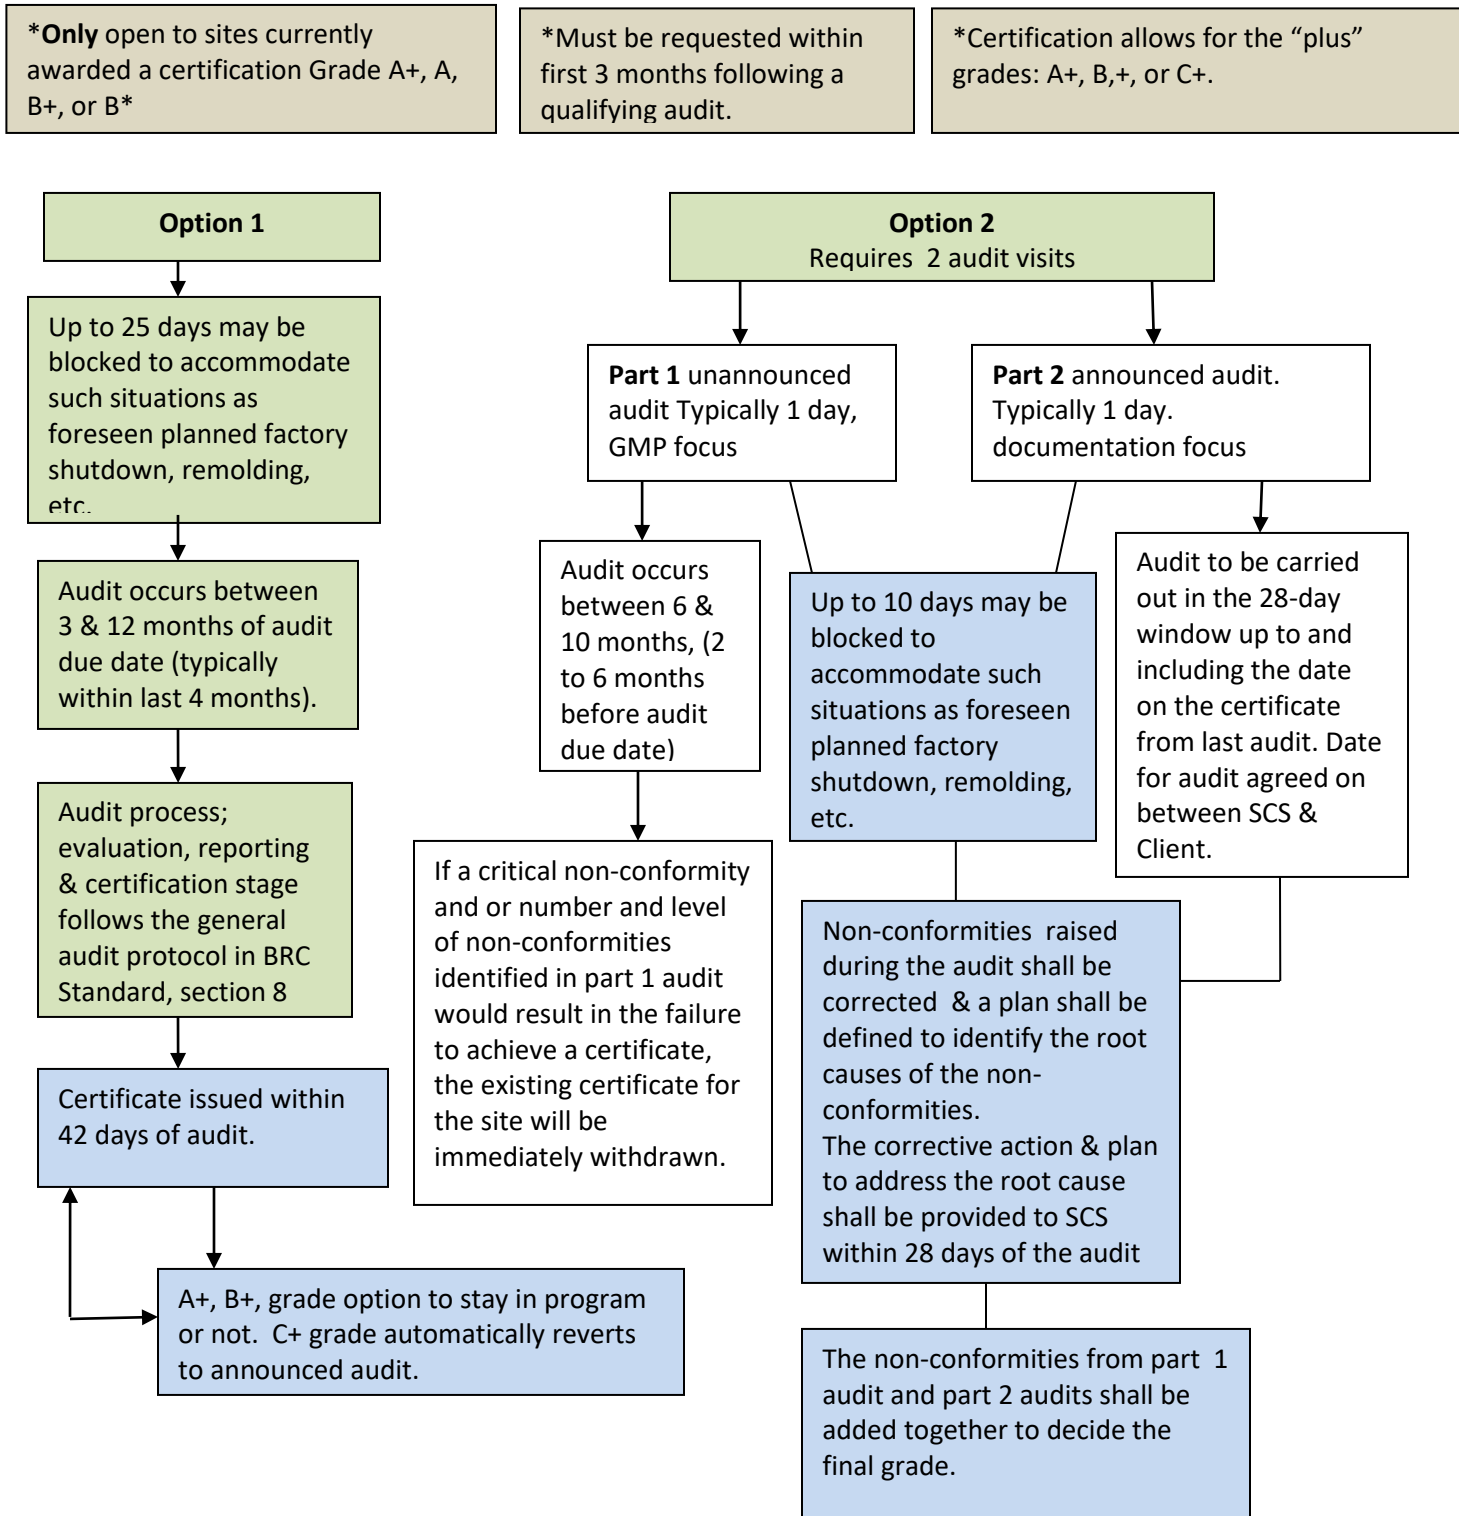 *Only open to sites currently
awarded a certification Grade A+, A,
B+, or B*
*Must be requested within
first 3 months following a
qualifying audit.
*Certification allows for the “plus”
grades: A+, B,+, or C+.
Option 1
Up to 25 days may be
blocked to accommodate
such situations as
foreseen planned factory
shutdown, remolding,
etc.
Audit occurs between
3 & 12 months of audit
due date (typically
within last 4 months).
Audit process;
evaluation, reporting
& certification stage
follows the general
audit protocol in BRC
Standard, section 8
Certificate issued within
42 days of audit.
A+, B+, grade option to stay in program
or not. C+ grade automatically reverts
to announced audit.
Option 2
Requires 2 audit visits
Part 1 unannounced
audit Typically 1 day,
GMP focus
Part 2 announced audit.
Typically 1 day.
documentation focus
Audit occurs
between 6 &
10 months, (2
to 6 months
before audit
due date)
If a critical non-conformity
and or number and level
of non-conformities
identified in part 1 audit
would result in the failure
to achieve a certificate,
the existing certificate for
the site will be
immediately withdrawn.
Up to 10 days may be
blocked to
accommodate such
situations as foreseen
planned factory
shutdown, remolding,
etc.
Audit to be carried
out in the 28-day
window up to and
including the date
on the certificate
from last audit. Date
for audit agreed on
between SCS &
Client.
Non-conformities raised
during the audit shall be
corrected & a plan shall be
defined to identify the root
causes of the non-
conformities.
The corrective action & plan
to address the root cause
shall be provided to SCS
within 28 days of the audit
The non-conformities from part 1
audit and part 2 audits shall be
added together to decide the
final grade.